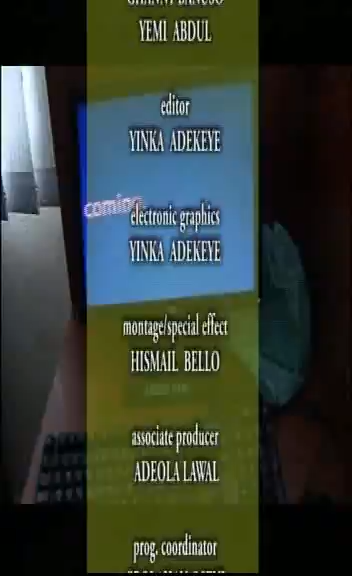 YEMI ABDUL
editor
YINKA ADEKEYE
coming
electronic graphics
YINKA ADEKEYE
montage/special effect
HISMAIL BELLO
associate producer
ADEOLA LAWAL
prog. coordinator